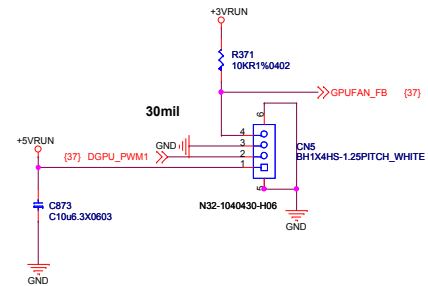 +3VRUN
R371
10KR1%0402
GPUFAN_FB {37}
30mil
6
+5VRUN
4
GND 3
CN5
{37} DGPU_PWM1 2
BH1X4HS-1.25PITCH_WHITE
1
5
C873
C10u6.3X0603
N32-1040430-H06
GND
GND